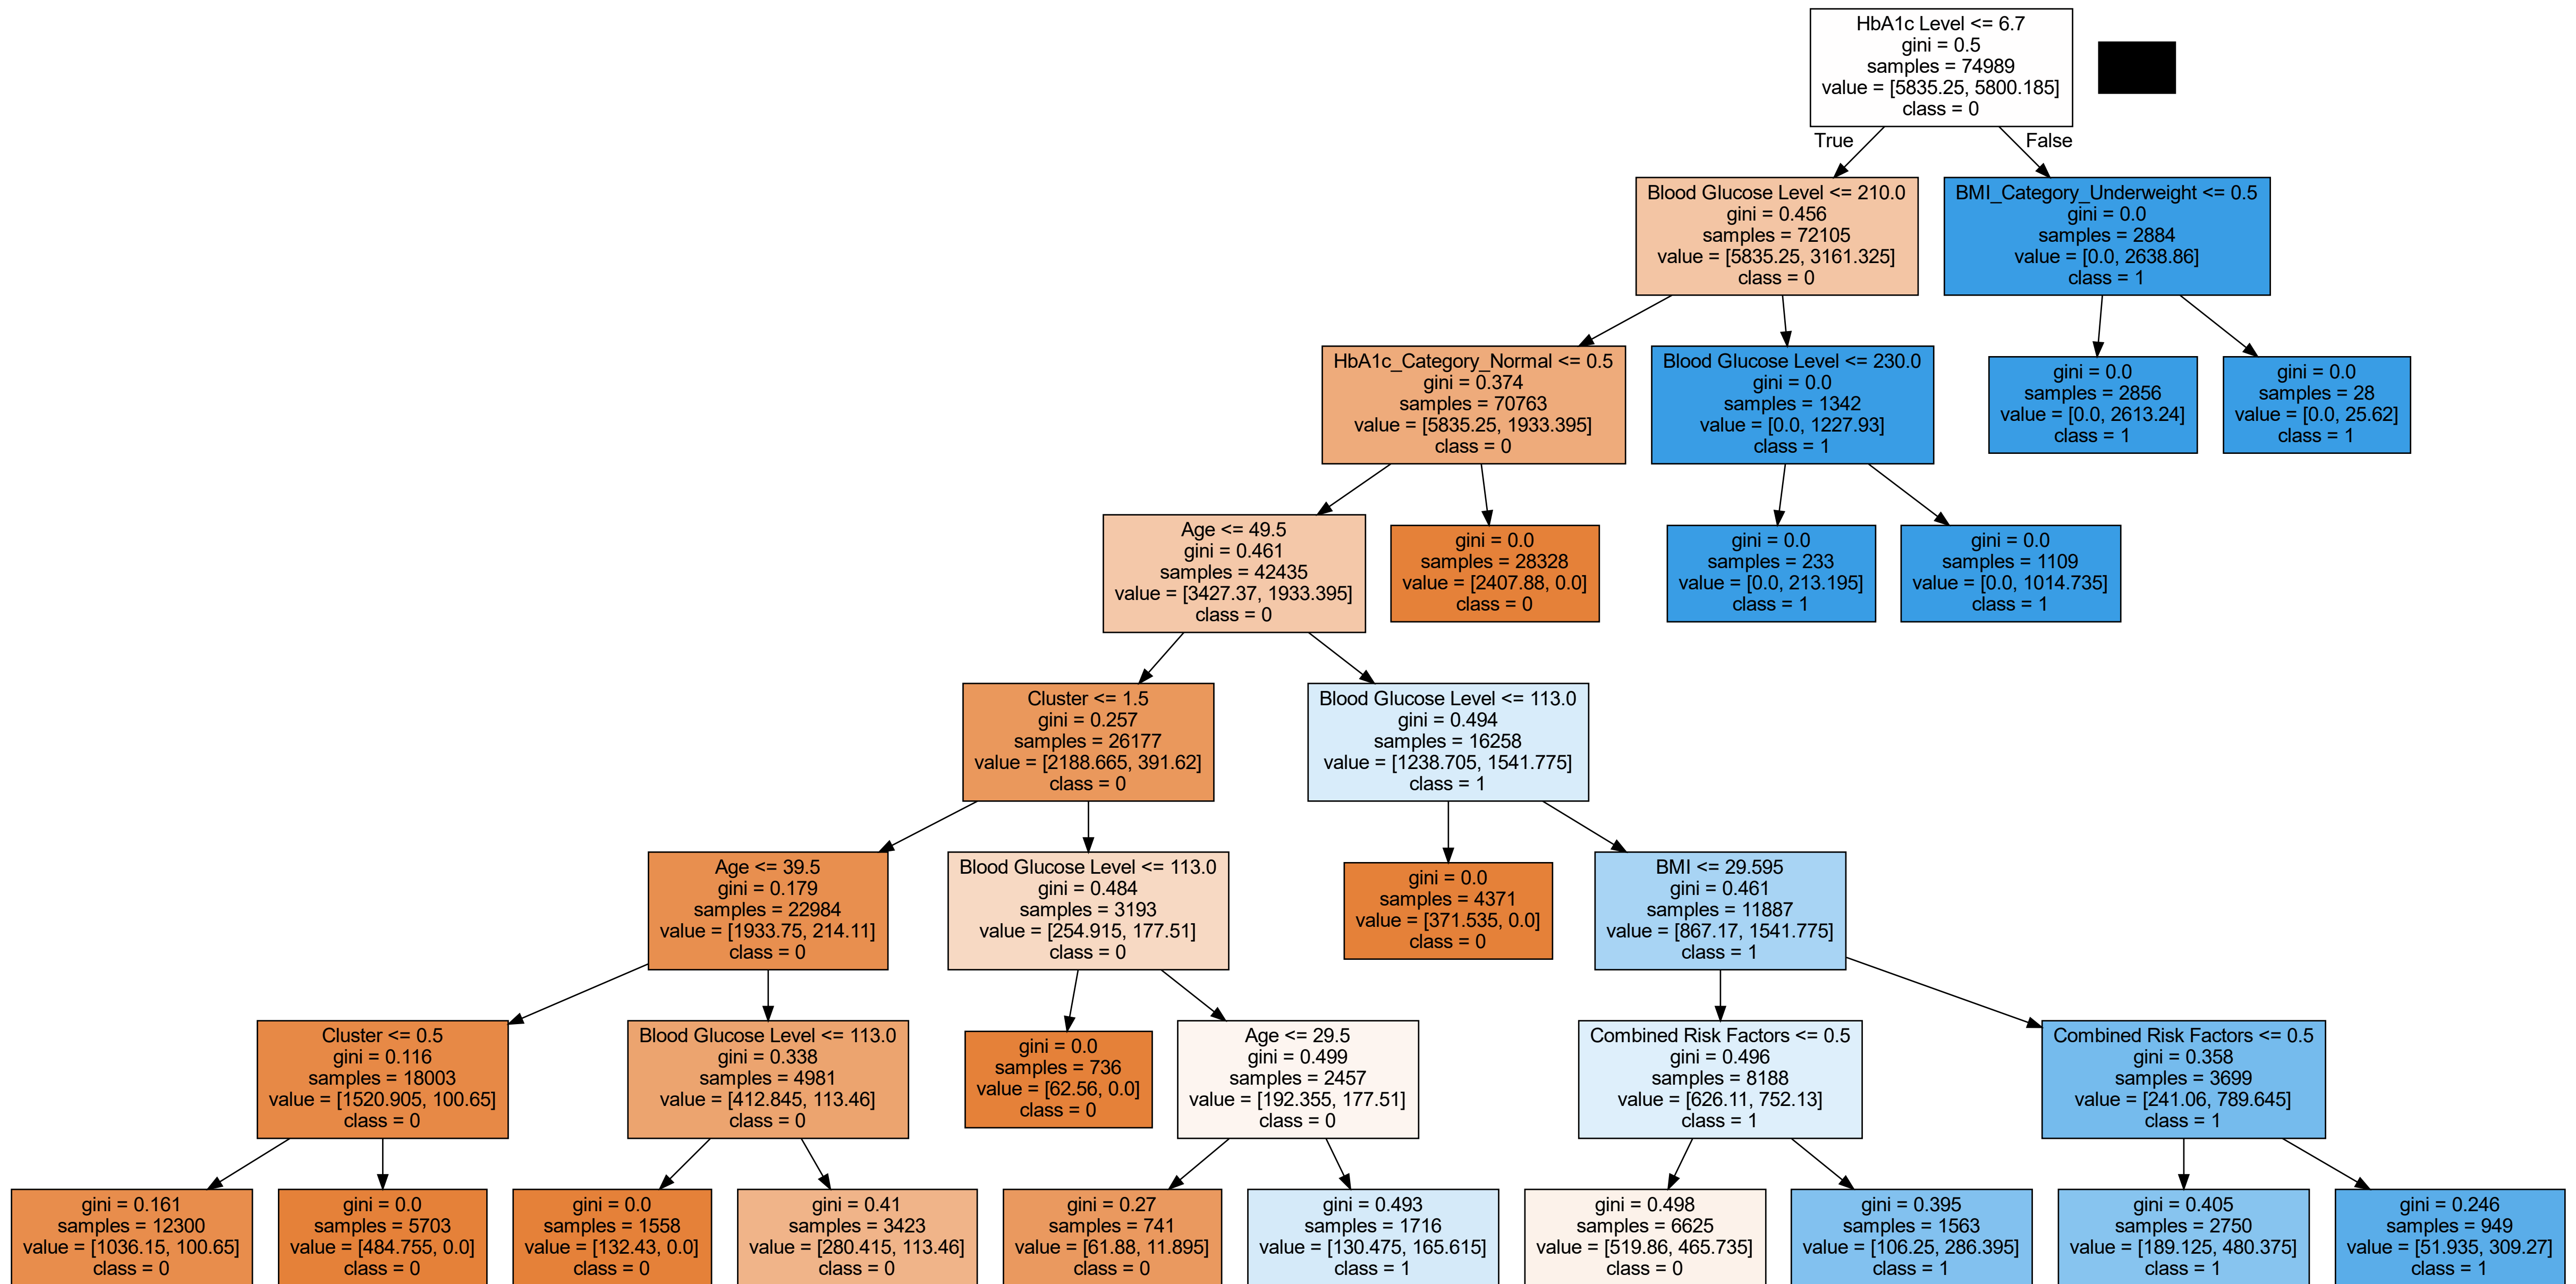 HbA1c Level <= 6.7
gini = 0.5
samples = 74989
value = [5835.25, 5800.185]
class = 0
True
False
Blood Glucose Level <= 210.0
gini = 0.456
samples = 72105
value = [5835.25, 3161.325]
class = 0
BMI_Category_Underweight <= 0.5
gini = 0.0
samples = 2884
value = [0.0, 2638.86]
class = 1
HbA1c_Category_Normal <= 0.5
gini = 0.374
samples = 70763
value = [5835.25, 1933.395]
class = 0
Blood Glucose Level <= 230.0
gini = 0.0
samples = 1342
value = [0.0, 1227.93]
class = 1
gini = 0.0
samples = 2856
value = [0.0, 2613.24]
class = 1
gini = 0.0
samples = 28
value = [0.0, 25.62]
class = 1
Age <= 49.5
gini = 0.461
samples = 42435
value = [3427.37, 1933.395]
class = 0
gini = 0.0
samples = 28328
value = [2407.88, 0.0]
class = 0
gini = 0.0
samples = 233
value = [0.0, 213.195]
class = 1
gini = 0.0
samples = 1109
value = [0.0, 1014.735]
class = 1
Cluster <= 1.5
gini = 0.257
samples = 26177
value = [2188.665, 391.62]
class = 0
Blood Glucose Level <= 113.0
gini = 0.494
samples = 16258
value = [1238.705, 1541.775]
class = 1
Age <= 39.5
gini = 0.179
samples = 22984
value = [1933.75, 214.11]
class = 0
Blood Glucose Level <= 113.0
gini = 0.484
samples = 3193
value = [254.915, 177.51]
class = 0
gini = 0.0
samples = 4371
value = [371.535, 0.0]
class = 0
BMI <= 29.595
gini = 0.461
samples = 11887
value = [867.17, 1541.775]
class = 1
Cluster <= 0.5
gini = 0.116
samples = 18003
value = [1520.905, 100.65]
class = 0
Blood Glucose Level <= 113.0
gini = 0.338
samples = 4981
value = [412.845, 113.46]
class = 0
gini = 0.0
samples = 736
value = [62.56, 0.0]
class = 0
Age <= 29.5
gini = 0.499
samples = 2457
value = [192.355, 177.51]
class = 0
Combined Risk Factors <= 0.5
gini = 0.496
samples = 8188
value = [626.11, 752.13]
class = 1
Combined Risk Factors <= 0.5
gini = 0.358
samples = 3699
value = [241.06, 789.645]
class = 1
gini = 0.161
samples = 12300
value = [1036.15, 100.65]
class = 0
gini = 0.0
samples = 5703
value = [484.755, 0.0]
class = 0
gini = 0.0
samples = 1558
value = [132.43, 0.0]
class = 0
gini = 0.41
samples = 3423
value = [280.415, 113.46]
class = 0
gini = 0.27
samples = 741
value = [61.88, 11.895]
class = 0
gini = 0.493
samples = 1716
value = [130.475, 165.615]
class = 1
gini = 0.498
samples = 6625
value = [519.86, 465.735]
class = 0
gini = 0.395
samples = 1563
value = [106.25, 286.395]
class = 1
gini = 0.405
samples = 2750
value = [189.125, 480.375]
class = 1
gini = 0.246
samples = 949
value = [51.935, 309.27]
class = 1